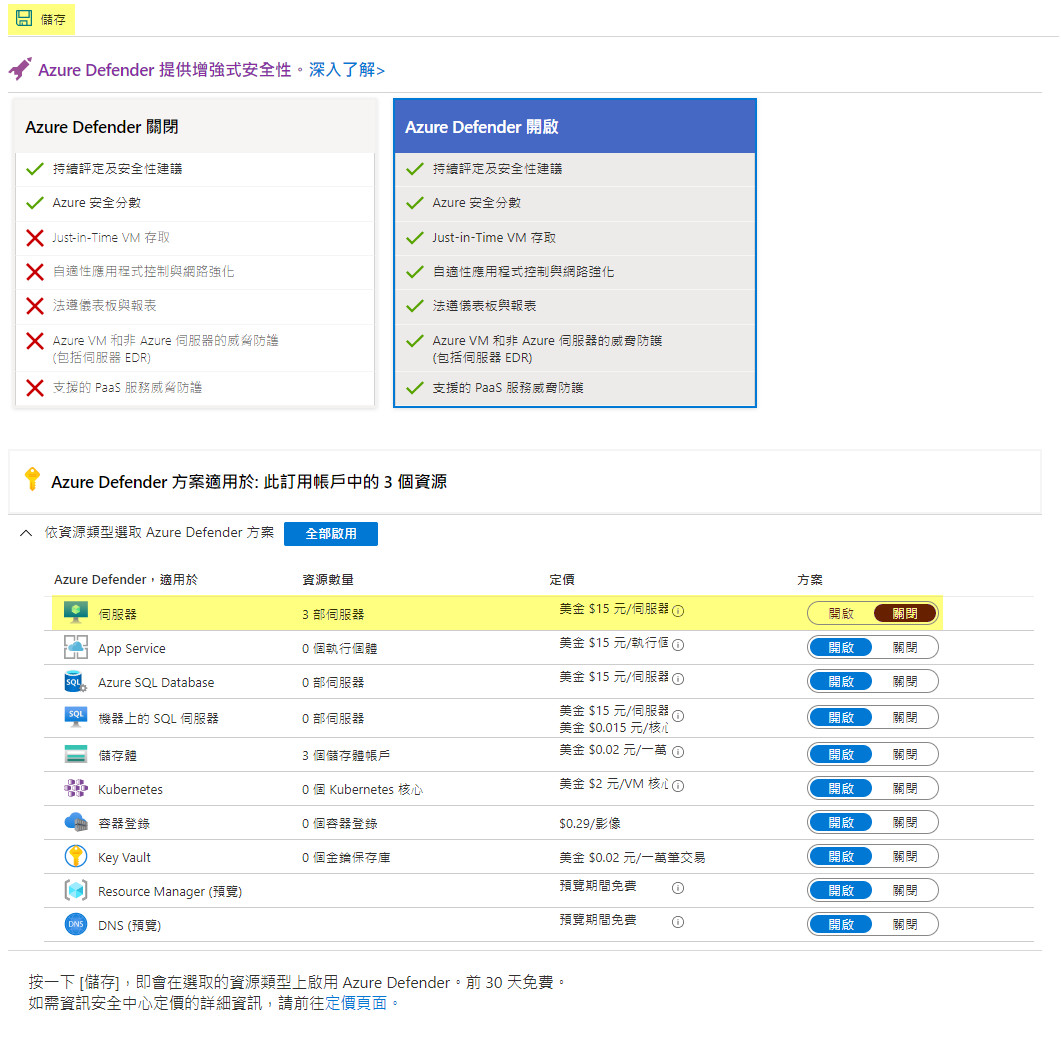 儲存
Azure Defender 提供增強式安全性。深入了解>
Azure Defender 關閉
持續評定及安全性建議
Azure 安全分數
Just-in-Time VM 存取
自適性應用程式控制與網路強化
法遵儀表板與報表
Azure VM 和非 Azure 伺服器的威脅防護
(包括伺服器 EDR)
支援的 PaaS 服務威脅防護
Azure Defender 開啟
持續評定及安全性建議
Azure 安全分數
Just-in-Time VM 存取
自適性應用程式控制與網路強化
法遵儀表板與報表
Azure VM 和非 Azure 伺服器的威脅防護
(包括伺服器 EDR)
支援的 PaaS 服務威脅防護
Azure Defender 方案適用於: 此訂用帳戶中的 3 個資源
依資源類型選取 Azure Defender 方案 全部啟用
Azure Defender，適用於 資源數量 定價 方案
伺服器 3 部伺服器 美金 $15 元/伺服器 開啟 關閉
App Service 0 個執行個體 美金 $15 元/執行個 開啟 關閉
SQL Azure SQL Database 0 部伺服器 美金 $15 元/伺服器 開啟 關閉
SQL 機器上的 SQL 伺服器 0 部伺服器 美金 $15 元/伺服器 開啟 關閉
美金 $0.015 元/核心
儲存體 3 個儲存體帳戶 美金 $0.02 元/一萬 開啟 關閉
Kubernetes 0 個 Kubernetes 核心 美金 $2 元/VM 核心 開啟 關閉
容器登錄 0 個容器登錄 $0.29/影像 開啟 關閉
Key Vault 0 個金鑰保存庫 美金 $0.02 元/一萬筆交易 開啟 關閉
Resource Manager (預覽) 預覽期間免費 開啟 關閉
DNS DNS (預覽) 預覽期間免費 開啟 關閉
按一下 [儲存]，即會在選取的資源類型上啟用 Azure Defender。前 30 天免費。
如需資訊安全中心定價的詳細資訊，請前往定價頁面。